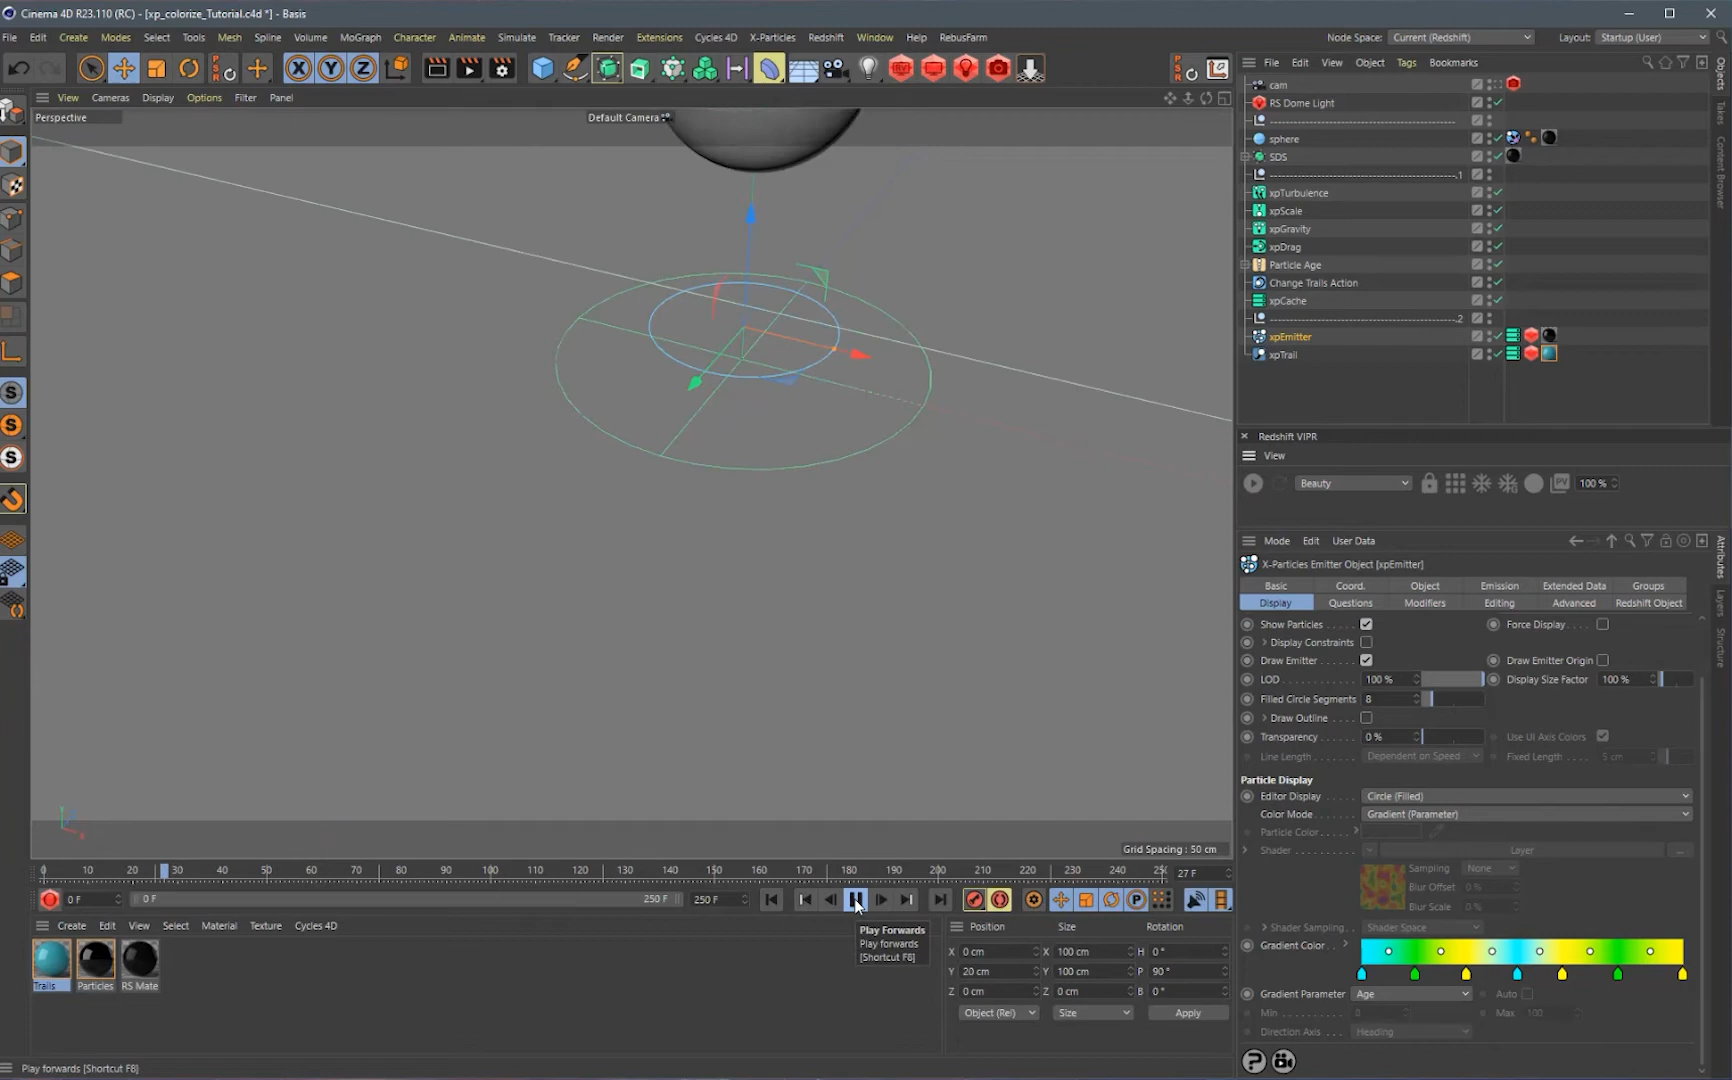 Cinema 4D R23.110 (RC) - [xp_colorize_Tutorial.c4d *] - Basis
File Edit Create Modes Select Tools Mesh Spline Volume MoGraph Character Animate Simulate Tracker Render Extensions Cycles 4D X-Particles Redshift Window Help RebusFarm
Node Space: Current (Redshift) Layout: Startup (User)
File Edit View Object Tags Bookmarks
View Cameras Display Options Filter Panel
Perspective
Default Camera
cam
RS Dome Light
sphere
SDS
.1
xpTurbulence
xpScale
xpGravity
xpDrag
Particle Age
Change Trails Action
xpCache
.2
xpEmitter
xpTrail
Objects
Takes
Content Browser
Redshift VIPR
View
Beauty 100 %
Mode Edit User Data
X-Particles Emitter Object [xpEmitter]
Basic Coord. Object Emission Extended Data Groups
Display Questions Modifiers Editing Advanced Redshift Object
Show Particles Force Display
Display Constraints
Draw Emitter Draw Emitter Origin
LOD 100 % Display Size Factor 100 %
Filled Circle Segments 8
Draw Outline
Transparency 0 % Use UI Axis Colors
Line Length Dependent on Speed Fixed Length 5 cm
Particle Display
Editor Display Circle (Filled)
Color Mode Gradient (Parameter)
Particle Color
Shader Layer ...
Sampling None
Blur Offset 0 %
Blur Scale 0 %
Shader Sampling Shader Space
Gradient Color
Gradient Parameter Age Auto
Min 0 Max 100
Direction Axis Heading
Attributes
Layers
Structure
Grid Spacing : 50 cm
0 10 20 30 40 50 60 70 80 90 100 110 120 130 140 150 160 170 180 190 200 210 220 230 240 250 27 F
0 F 0 F 250 F 250 F
Play Forwards
Play forwards
[Shortcut F8]
Create Edit View Select Material Texture Cycles 4D
Trails Particles RS Mate
Position Size Rotation
X 0 cm X 100 cm H 0 °
Y 20 cm Y 100 cm P 90 °
Z 0 cm Z 0 cm B 0 °
Object (Rel) Size Apply
Play forwards [Shortcut F8]